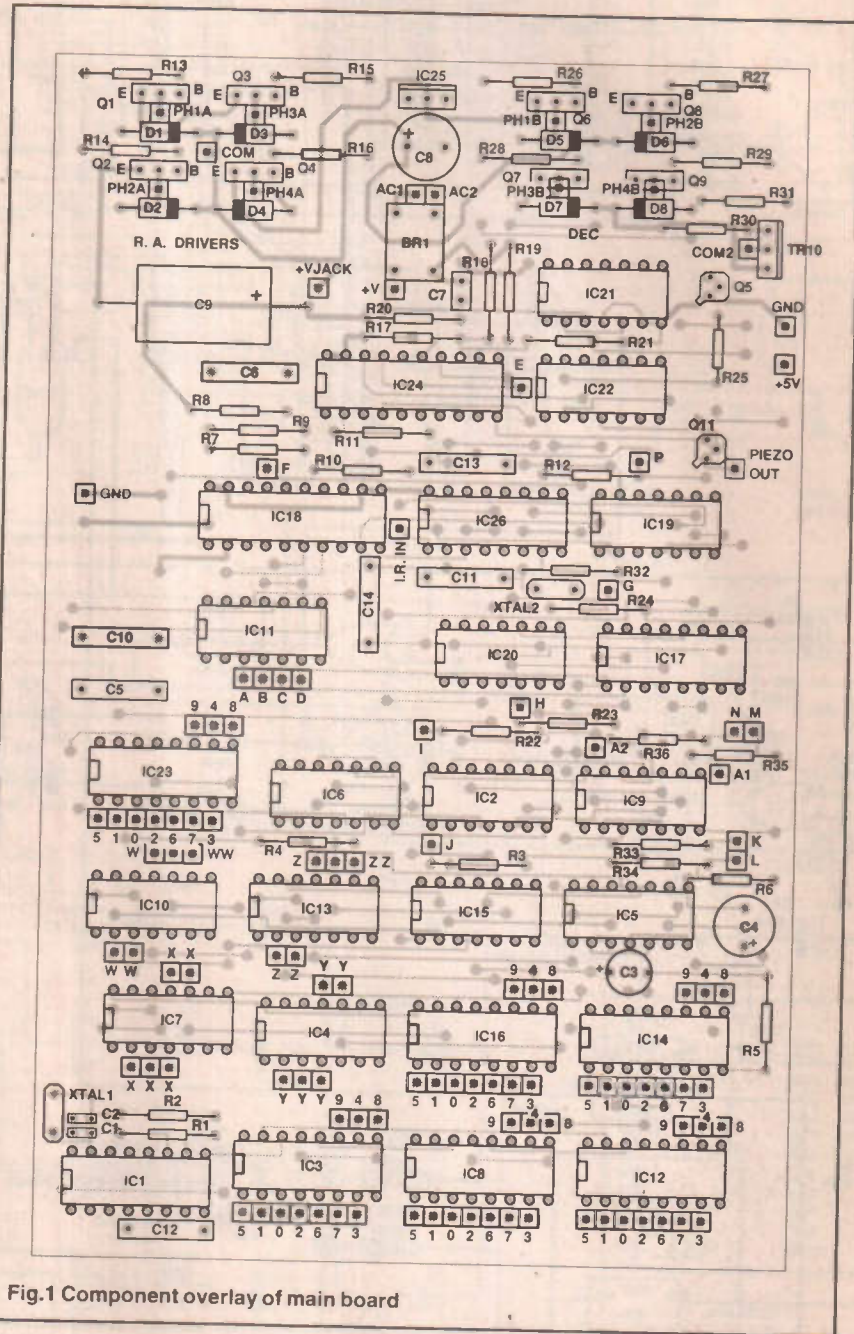 R13 Q3 R15 IC25 R26 R27
Q1 E B E B E B E B Q8
PH1A PH3A PH1B Q6 PH2B
R14 D1 D3 + C8 D5 D6
COM R16 R28 R29
Q2 E B E B Q4 Q7 Q9
PH2A PH4A AC1 AC2 PH3B PH4B R31
D2 D4 D7 D8 R30
R. A. DRIVERS BR1 DEC COM2 TR10
+VJACK R18 R19
C9 + +V C7 IC21 Q5
GND
R20
R17 R21
C6 IC24 E IC22 R25 +5V
R8
R9 R11 Q11
R7 C13 P PIEZO
F R10 R12 OUT
GND
IC18 I.R. IN IC26 IC19
C11 R32
C14 G
XTAL2 R24
C10 IC11
IC20 IC17
C5 A B C D
9 4 8 H R23 N M
I R22 A2 R36
R35
IC23 IC6 IC2 IC9 A1
5 1 0 2 6 7 3
W WW R4 Z ZZ J R3 R33 K
R34 L
R6
IC10 IC13 IC15 IC5 C4
+
W W X X Z Z Y Y + C3
9 4 8 9 4 8
IC7 IC4 IC16 IC14 R5
X X X Y Y Y 5 1 0 2 6 7 3 5 1 0 2 6 7 3
XTAL1 R2 9 4 8 9 4 8 9 4 8
C2
C1 R1
IC1 IC3 IC8 IC12
C12 5 1 0 2 6 7 3 5 1 0 2 6 7 3 5 1 0 2 6 7 3
Fig.1 Component overlay of main board